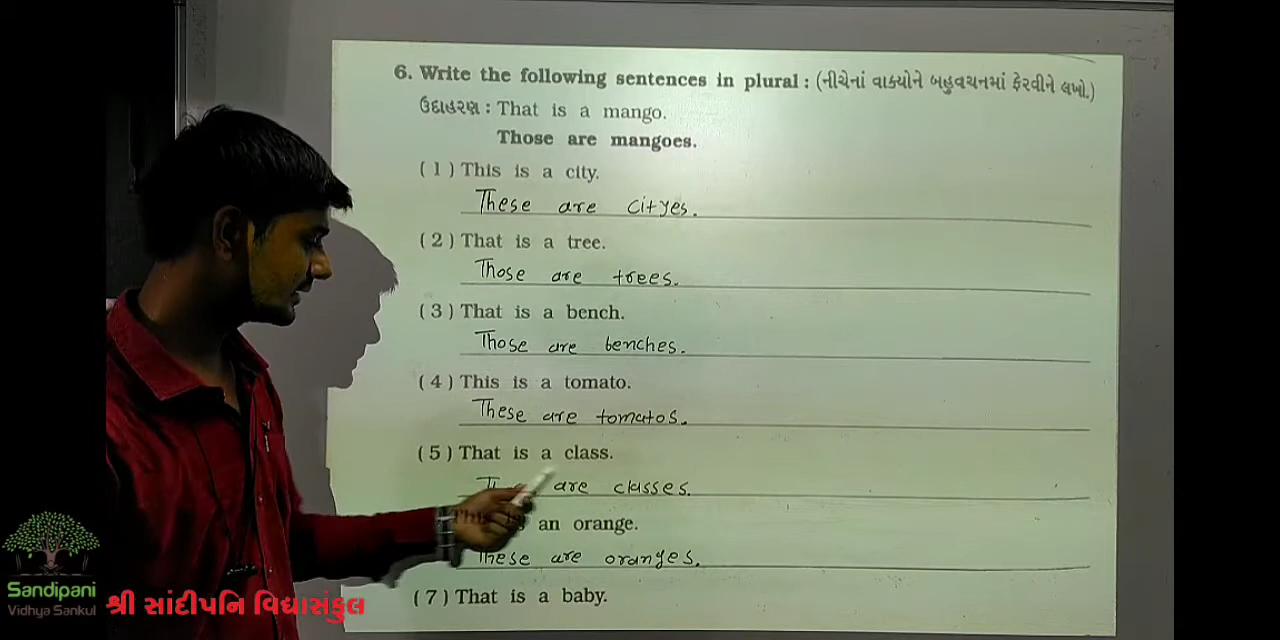 6. Write the following sentences in plural : (નીચેનાં વાક્યોને બહુવચનમાં ફેરવીને લખો.)
ઉદાહરણ : That is a mango.
Those are mangoes.
( 1 ) This is a city.
These are cityes.
( 2 ) That is a tree.
Those are trees.
( 3 ) That is a bench.
Those are benches.
( 4 ) This is a tomato.
These are tomatos.
( 5 ) That is a class.
are classes.
an orange.
These are oranges.
( 7 ) That is a baby.
Sandipani
Vidhya Sankul
શ્રી સાંદીપનિ વિદ્યાસંકુલ